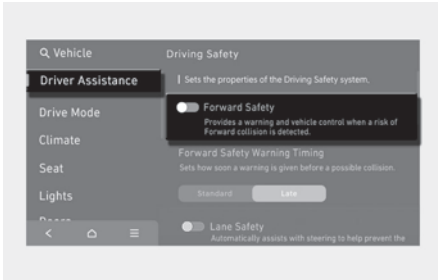 Vehicle
Driving Safety
Driver Assistance
Sets the properties of the Driving Safety system.
Drive Mode
Forward Safety
Provides a warning and vehicle control when a risk of
Forward collision is detected.
Climate
Forward Safety Warning Timing
Seat
Sets how soon a warning is given before a possible collision.
Lights
Standard
Late
Doors
Lane Safety
Automatically assists with steering to help prevent the